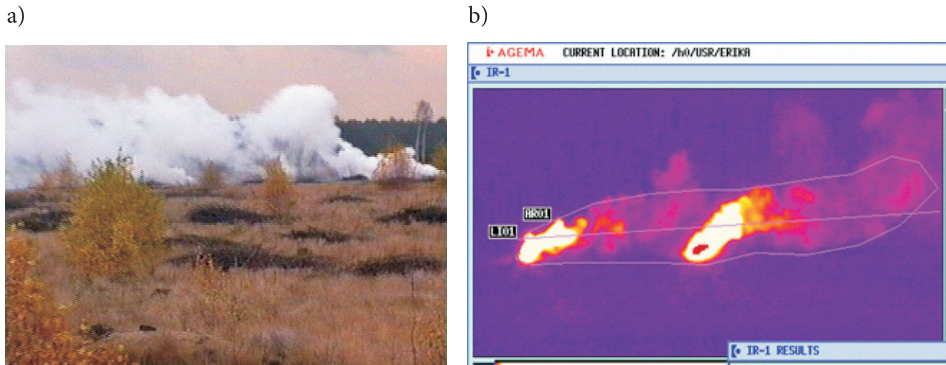 a)
b)
AGEMA CURRENT LOCATION: /h0/USR/ERIKA
IR-1
AR01
LI01
IR-1 RESULTS